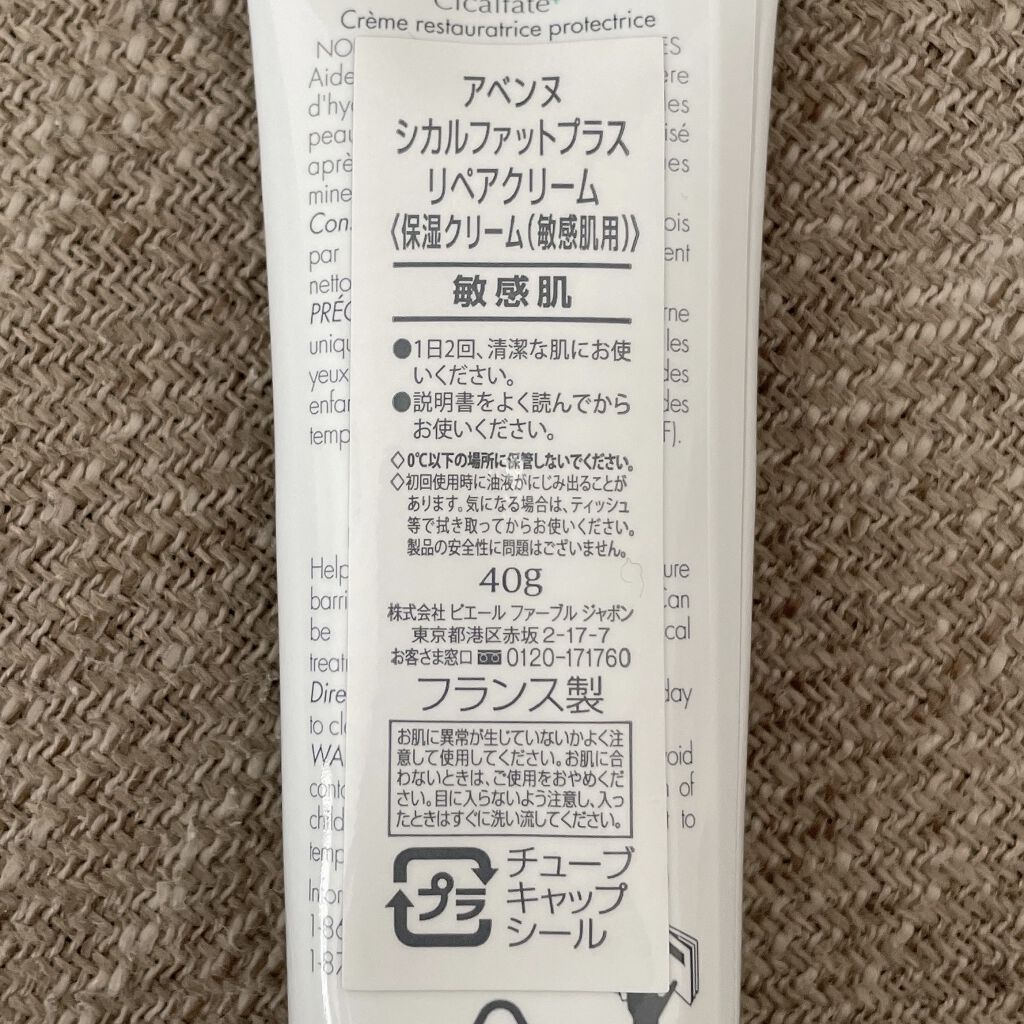 Cicalfate+
Crème restauratrice protectrice
アベンヌ
シカルファットプラス
リペアクリーム
《保湿クリーム(敏感肌用)》
敏感肌
●1日2回、清潔な肌にお使
いください。
●説明書をよく読んでから
お使いください。
◇0℃以下の場所に保管しないでください。
◇初回使用時に油液がにじみ出ることが
あります。気になる場合は、ティッシュ
等で拭き取ってからお使いください。
製品の安全性に問題はございません。
40g
株式会社 ピエール ファーブル ジャポン
東京都港区赤坂2-17-7
お客さま窓口 0120-171760
フランス製
お肌に異常が生じていないかよく注
意して使用してください。お肌に合
わないときは、ご使用をおやめくだ
さい。目に入らないよう注意し、入っ
たときはすぐに洗い流してください。
プラ
チューブ
キャップ
シール